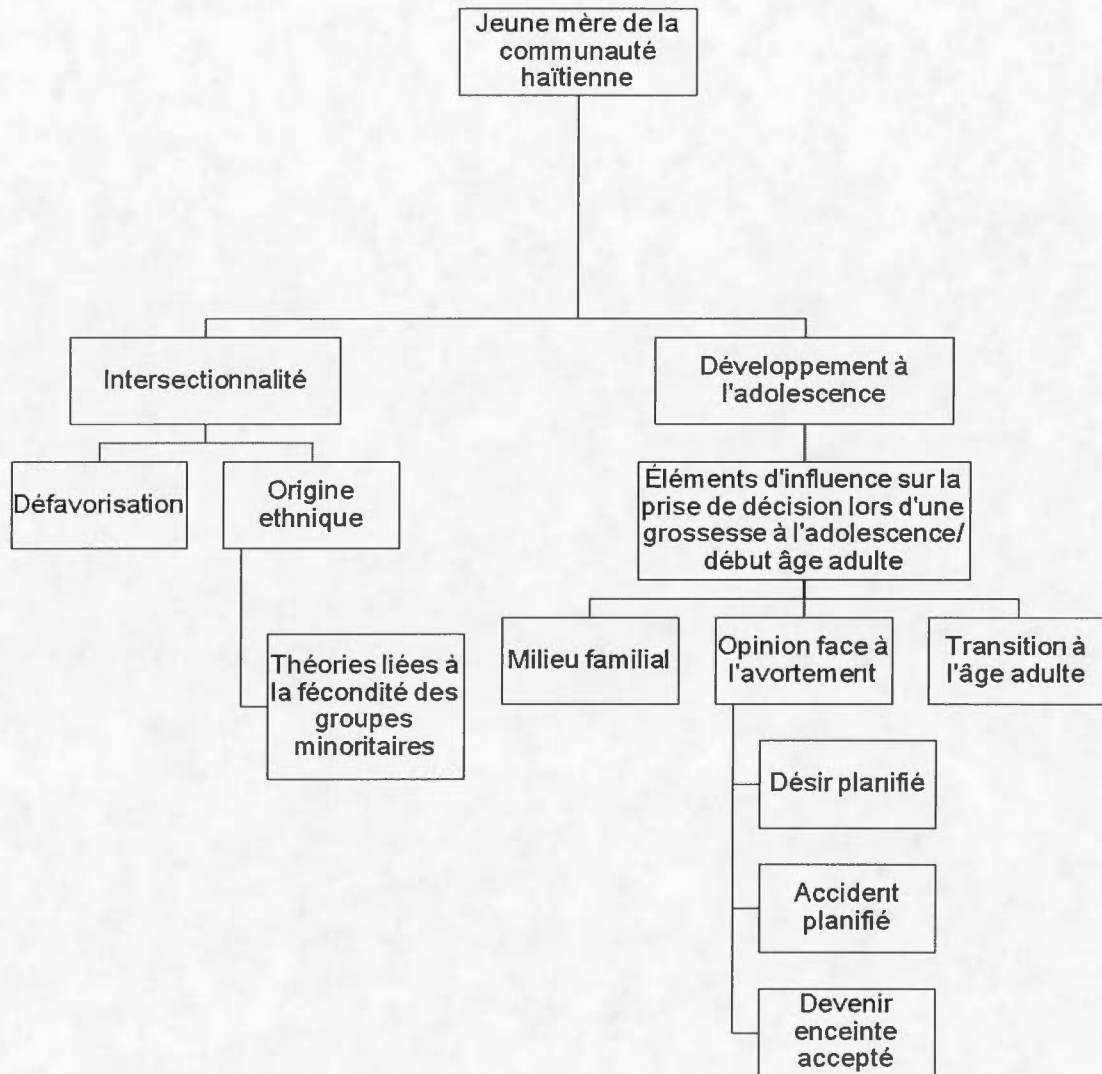 Jeune mère de la
communauté
haïtienne
Intersectionnalité
Développement à
l'adolescence
Défavorisation
Origine
ethnique
Éléments d'influence sur la
prise de décision lors d'une
grossesse à l'adolescence/
début âge adulte
Théories liées à
la fécondité des
groupes
minoritaires
Milieu familial
Opinion face à
l'avortement
Transition à
l'âge adulte
Désir planifié
Accident
planifié
Devenir
enceinte
accepté